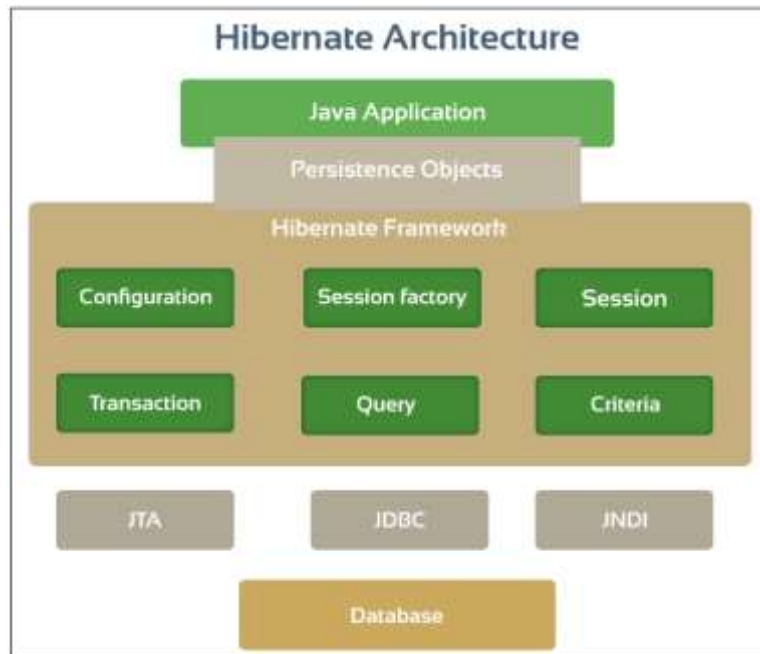 Hibernate Architecture
Java Application
Persistence Objects
Hibernate Framework
Configuration
Session factory
Session
Transaction
Query
Criteria
JTA
JDBC
JNDI
Database